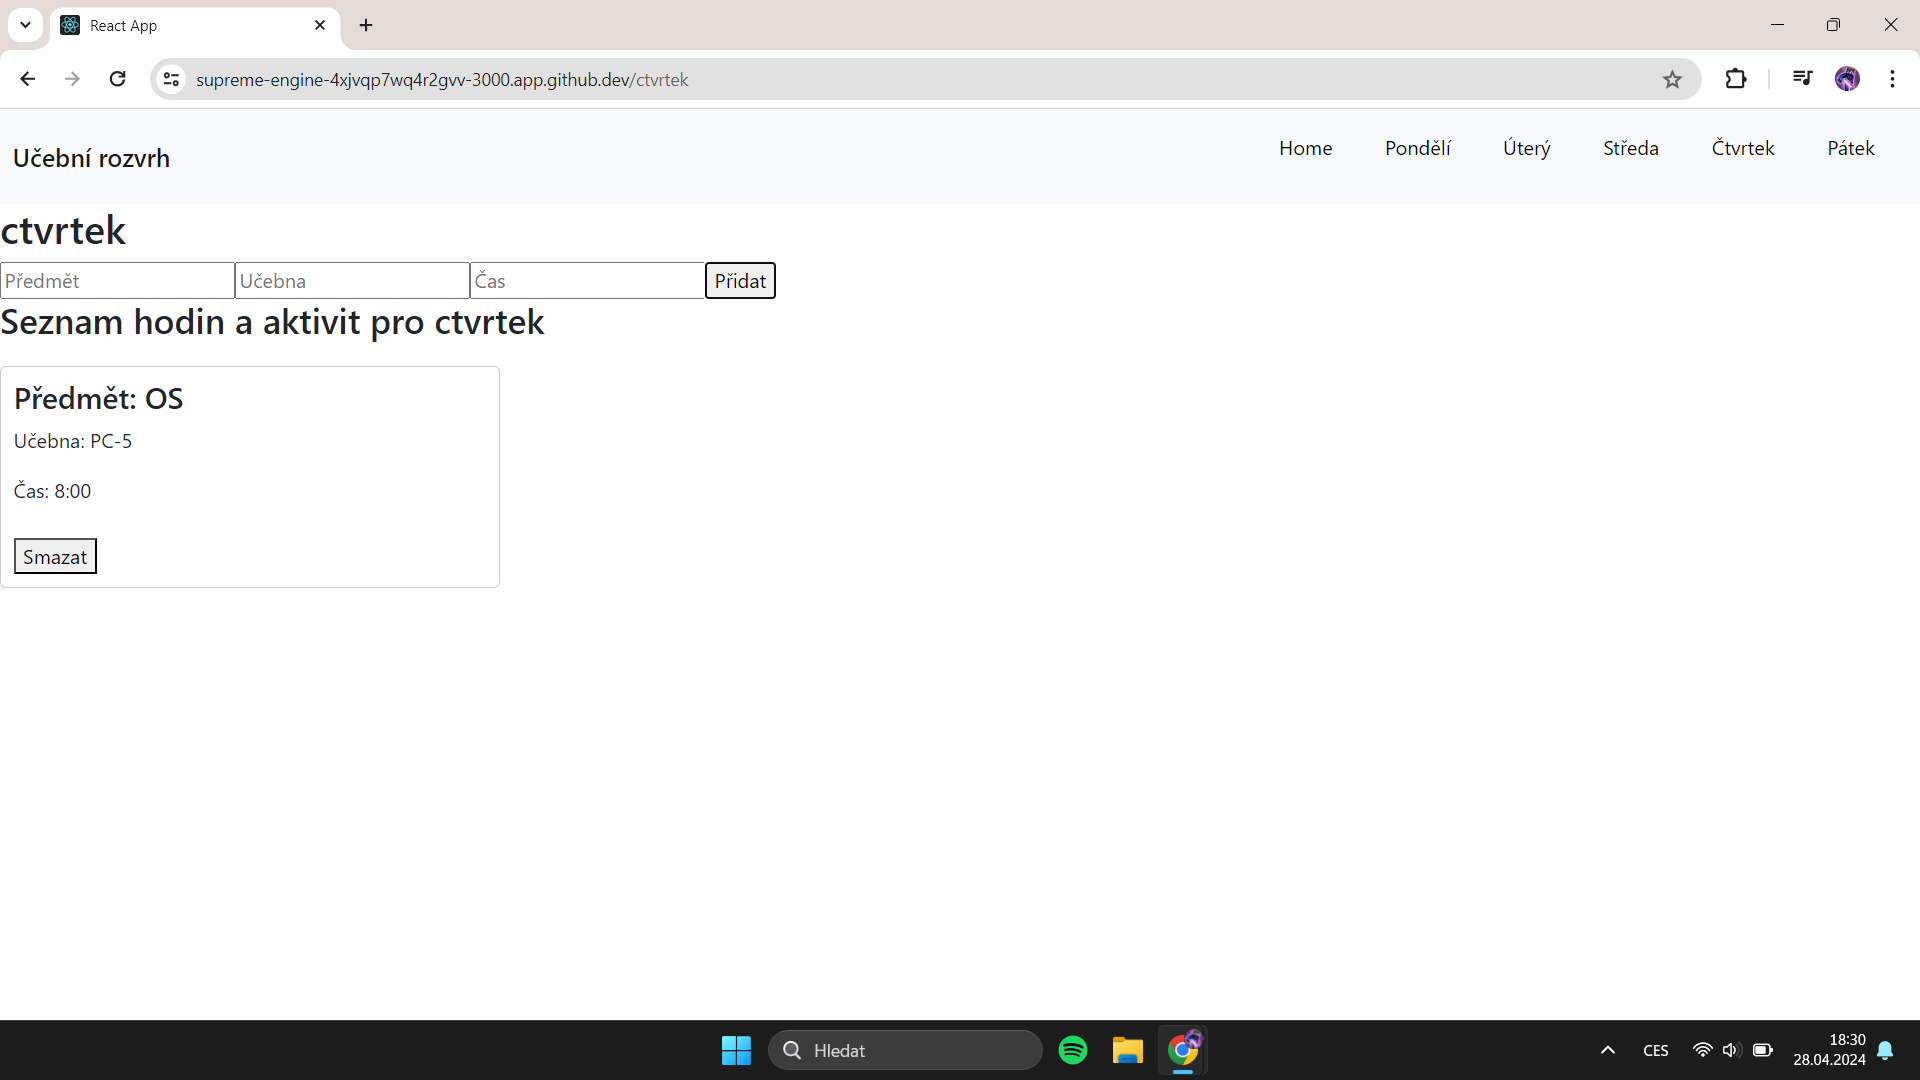 React App
supreme-engine-4xjvqp7wq4r2gvv-3000.app.github.dev/ctvrtek
Učební rozvrh
Home Pondělí Úterý Středa Čtvrtek Pátek
ctvrtek
Předmět Učebna Čas Přidat
Seznam hodin a aktivit pro ctvrtek
Předmět: OS
Učebna: PC-5
Čas: 8:00
Smazat
Hledat
CES
18:30
28.04.2024